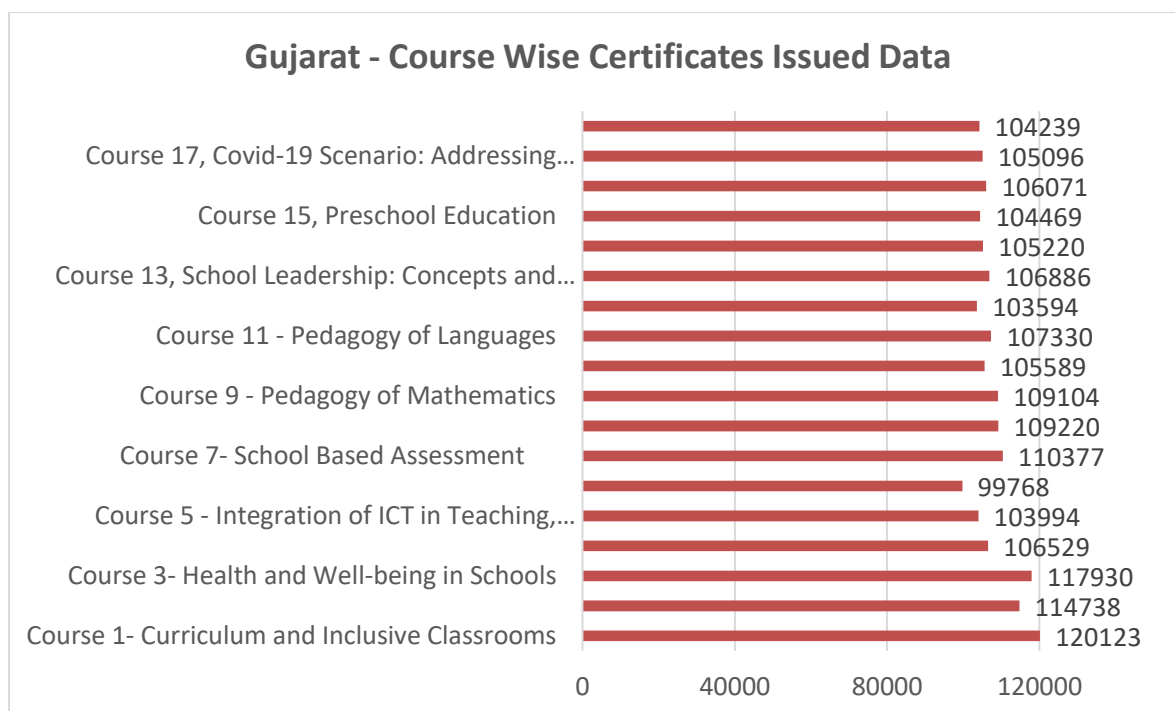 Gujarat - Course Wise Certificates Issued Data
104239
Course 17, Covid-19 Scenario: Addressing... 105096
106071
Course 15, Preschool Education 104469
105220
Course 13, School Leadership: Concepts and... 106886
103594
Course 11 - Pedagogy of Languages 107330
105589
Course 9 - Pedagogy of Mathematics 109104
109220
Course 7- School Based Assessment 110377
99768
Course 5 - Integration of ICT in Teaching,... 103994
106529
Course 3- Health and Well-being in Schools 117930
114738
Course 1- Curriculum and Inclusive Classrooms 120123
0 40000 80000 120000